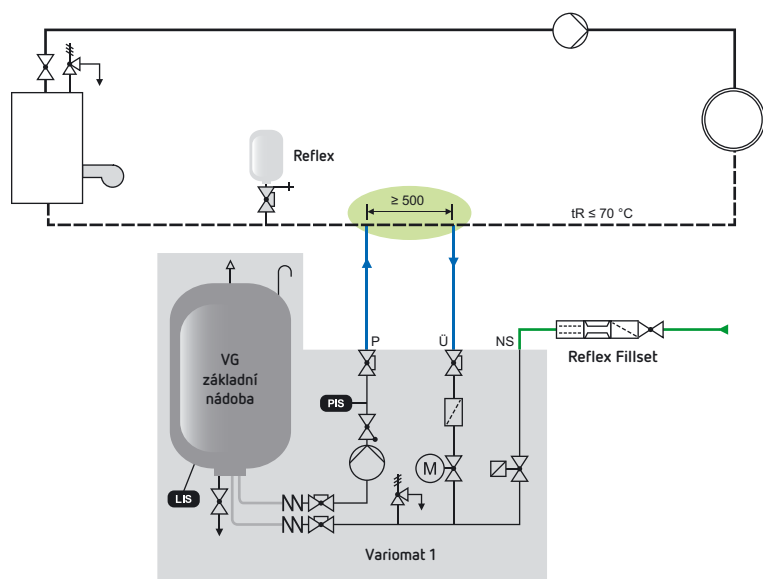 Reflex
≥ 500
tR ≤ 70 °C
P
Ü
NS
Reflex Fillset
VG
základní
nádoba
PIS
M
LIS
Variomat 1